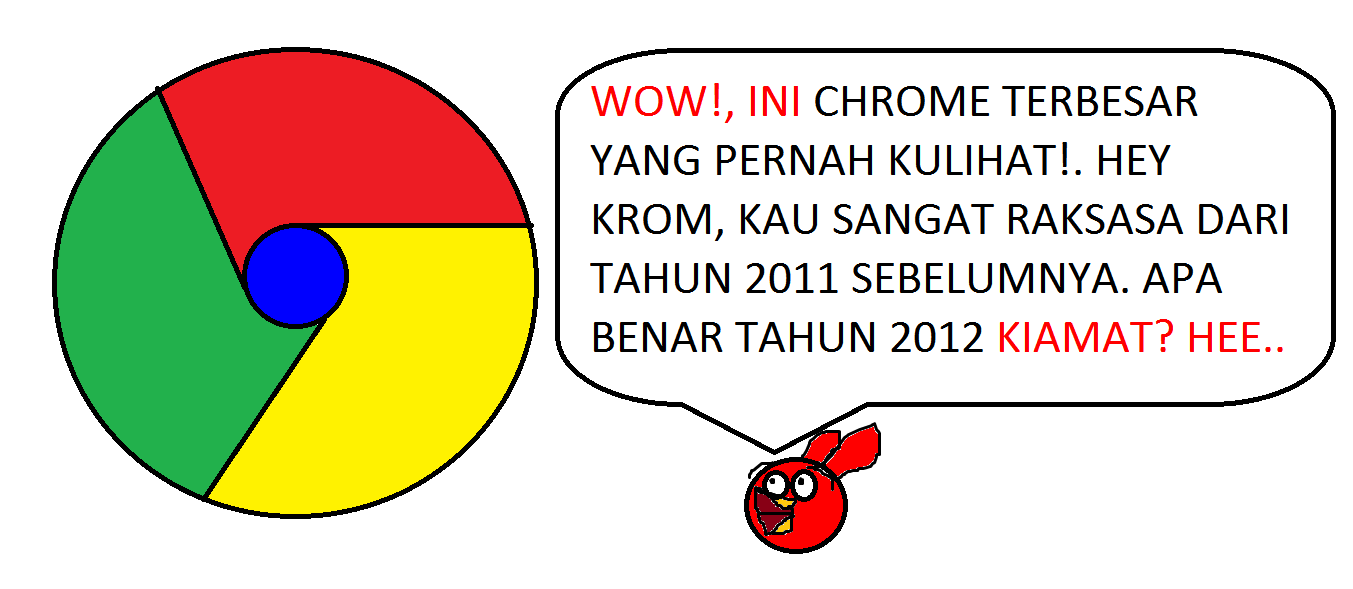 WOW!, INI CHROME TERBESAR
YANG PERNAH KULIHAT!. HEY
KROM, KAU SANGAT RAKSASA DARI
TAHUN 2011 SEBELUMNYA. APA
BENAR TAHUN 2012 KIAMAT? HEE..